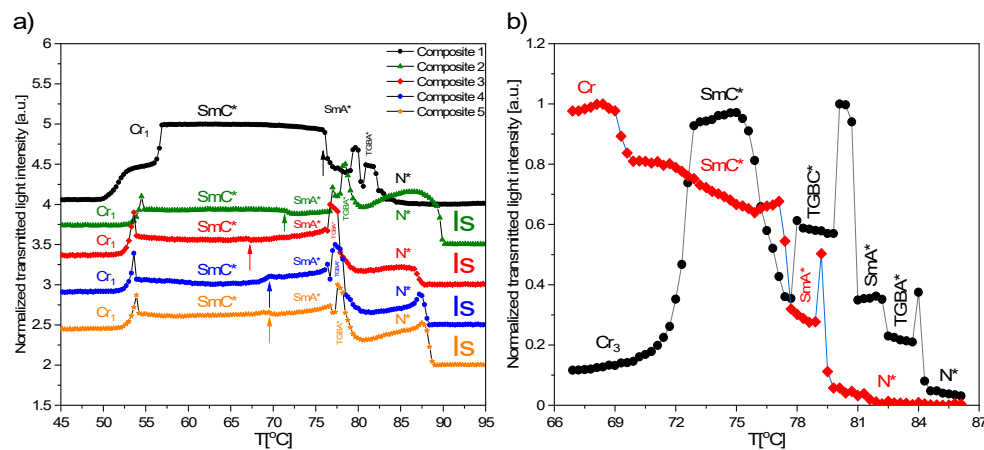 a)
Normalized transmitted light intensity [a.u.]
6
5.5
5
4.5
4
3.5
3
2.5
2
1.5
Composite 1
Composite 2
Composite 3
Composite 4
Composite 5
Cr1 SmC* SmA* TGBA* N*
Cr1 SmC* SmA* TGBA* N* Is
Cr1 SmC* SmA* TGBA* N* Is
Cr1 SmC* SmA* TGBA* N* Is
Cr1 SmC* SmA* TGBA* N* Is
45 50 55 60 65 70 75 80 85 90 95
T[°C]
b)
Normalized transmitted light intensity [a.u.]
1.2
1
0.8
0.6
0.4
0.2
0
Cr
SmC*
SmC*
TGBC*
SmA*
SmA*
TGBA*
Cr3
N*
N*
66 69 72 75 78 81 84 87
T[°C]